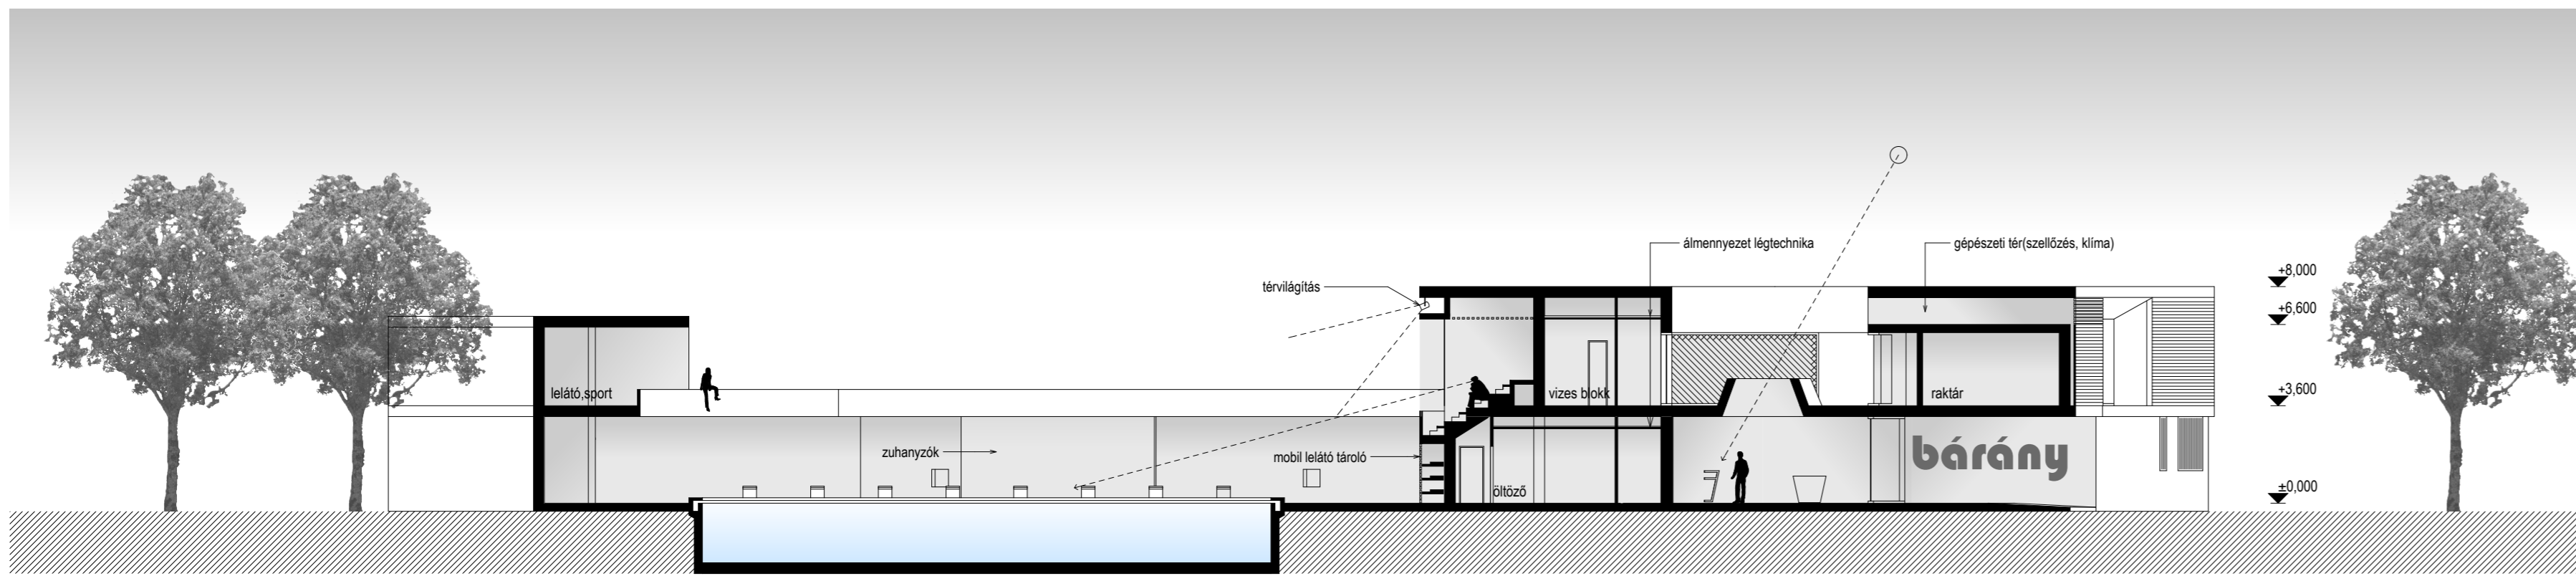 álmennyezet légtechnika
gépészeti tér(szellőzés, klíma)
+8,000
térvilágítás
+6,600
lelátó,sport
vizes blokk
raktár
+3,600
zuhanyzók
mobil lelátó tároló
bárány
öltöző
±0,000